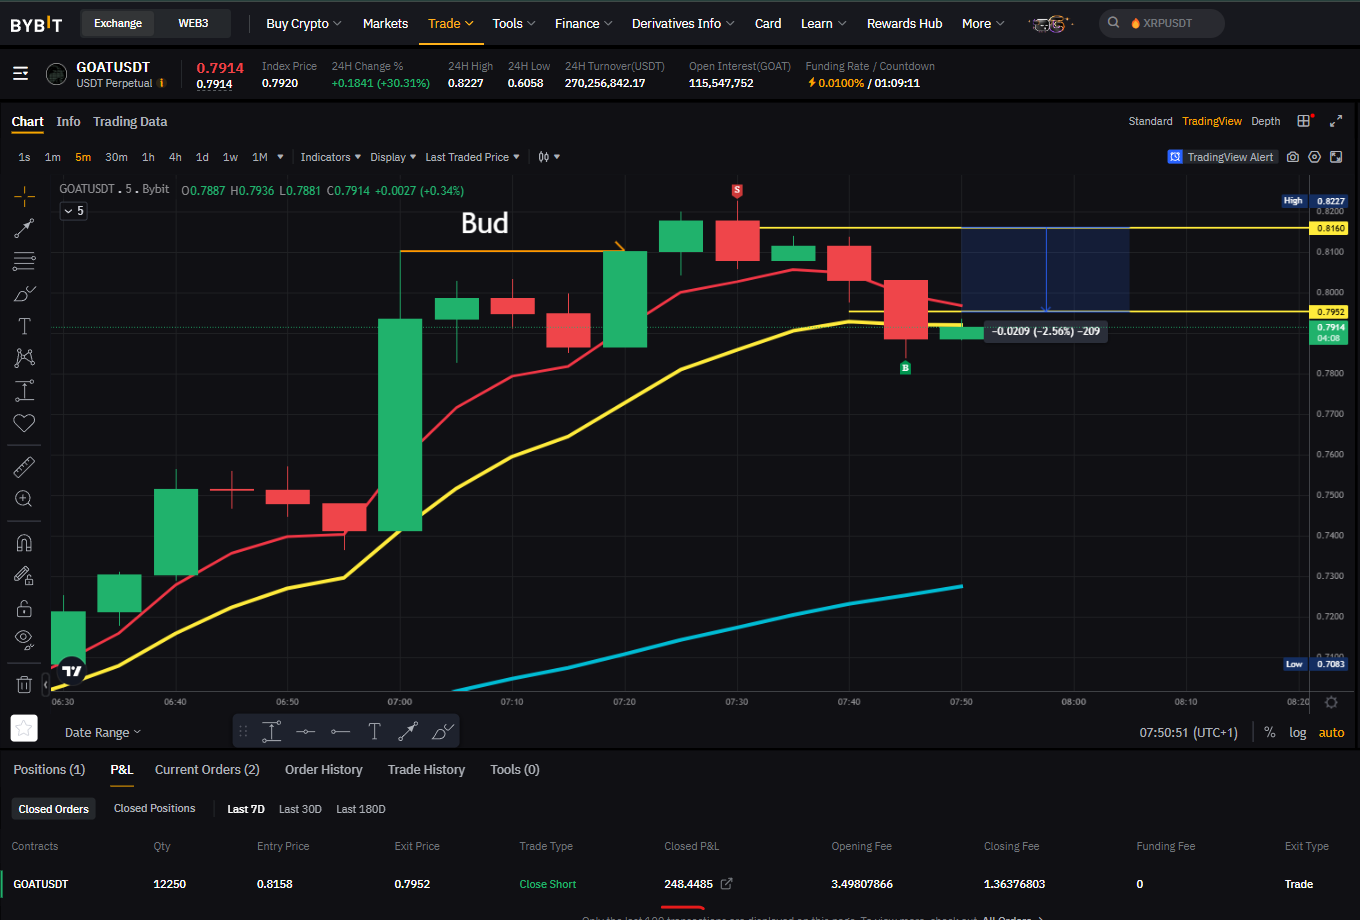 BYBIT Exchange WEB3 Buy Crypto Markets Trade Tools Finance Derivatives Info Card Learn Rewards Hub More XRPUSDT
GOATUSDT 0.7914 Index Price 24H Change % 24H High 24H Low 24H Turnover(USDT) Open Interest(GOAT) Funding Rate / Countdown
USDT Perpetual 0.7914 0.7920 +0.1841 (+30.31%) 0.8227 0.6058 270,256,842.17 115,547,752 0.0100% / 01:09:11
Chart Info Trading Data Standard TradingView Depth
1s 1m 5m 30m 1h 4h 1d 1w 1M Indicators Display Last Traded Price TradingView Alert
GOATUSDT . 5 . Bybit O0.7887 H0.7936 L0.7881 C0.7914 +0.0027 (+0.34%)
5
S
High 0.8227
0.8200
Bud
0.8160
0.8100
0.8000
0.7952
0.7914
04:08
-0.0209 (-2.56%) -209
B
0.7800
0.7700
0.7600
0.7500
0.7400
0.7300
0.7200
0.7100
Low 0.7083
06:30 06:40 06:50 07:00 07:10 07:20 07:30 07:40 07:50 08:00 08:10 08:20
Date Range T 07:50:51 (UTC+1) % log auto
Positions (1) P&L Current Orders (2) Order History Trade History Tools (0)
Closed Orders Closed Positions Last 7D Last 30D Last 180D
Contracts Qty Entry Price Exit Price Trade Type Closed P&L Opening Fee Closing Fee Funding Fee Exit Type
GOATUSDT 12250 0.8158 0.7952 Close Short 248.4485 3.49807866 1.36376803 0 Trade